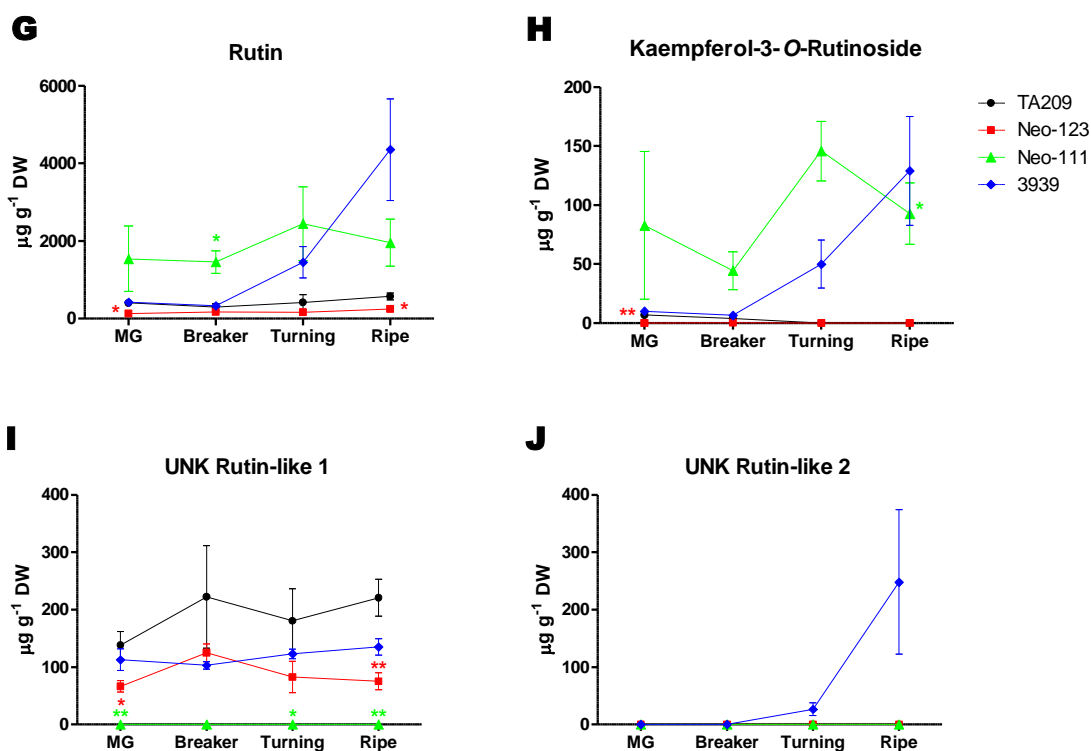 G
Rutin
6000
4000
2000
0
µg g-1 DW
*
*
*
MG Breaker Turning Ripe
H
Kaempferol-3-O-Rutinoside
200
150
100
50
0
µg g-1 DW
**
*
MG Breaker Turning Ripe
TA209
Neo-123
Neo-111
3939
I
UNK Rutin-like 1
400
300
200
100
0
µg g-1 DW
**
*
** * **
MG Breaker Turning Ripe
J
UNK Rutin-like 2
400
300
200
100
0
µg g-1 DW
MG Breaker Turning Ripe